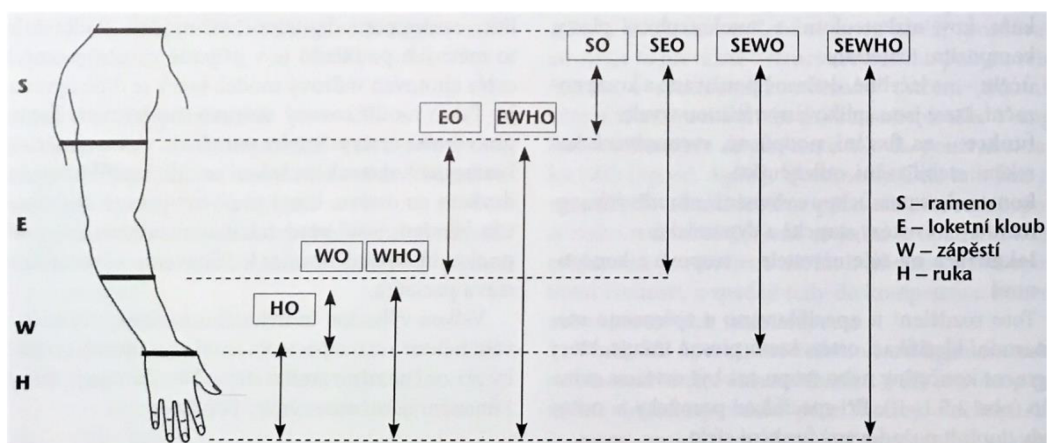 SO SEO SEWO SEWHO
S
EO EWHO
S – rameno
E – loketní kloub
W – zápěstí
H – ruka
E
WO WHO
HO
W
H